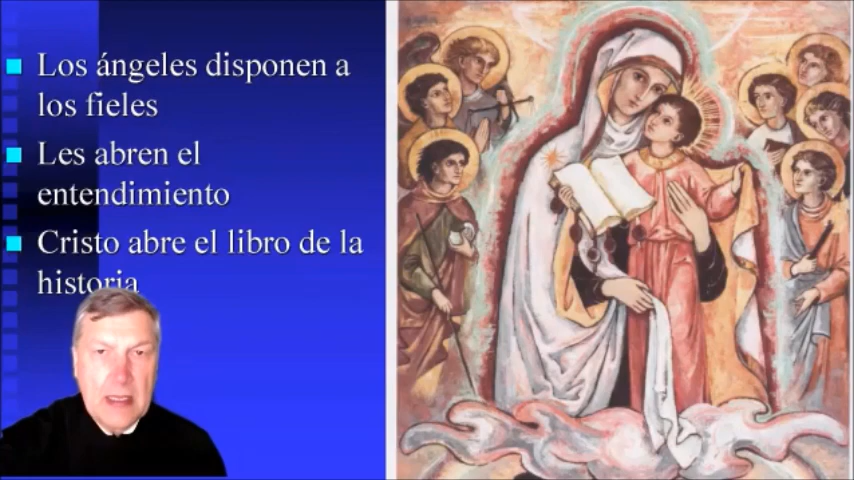 Los ángeles disponen a
los fieles
Les abren el
entendimiento
Cristo abre el libro de la
historia